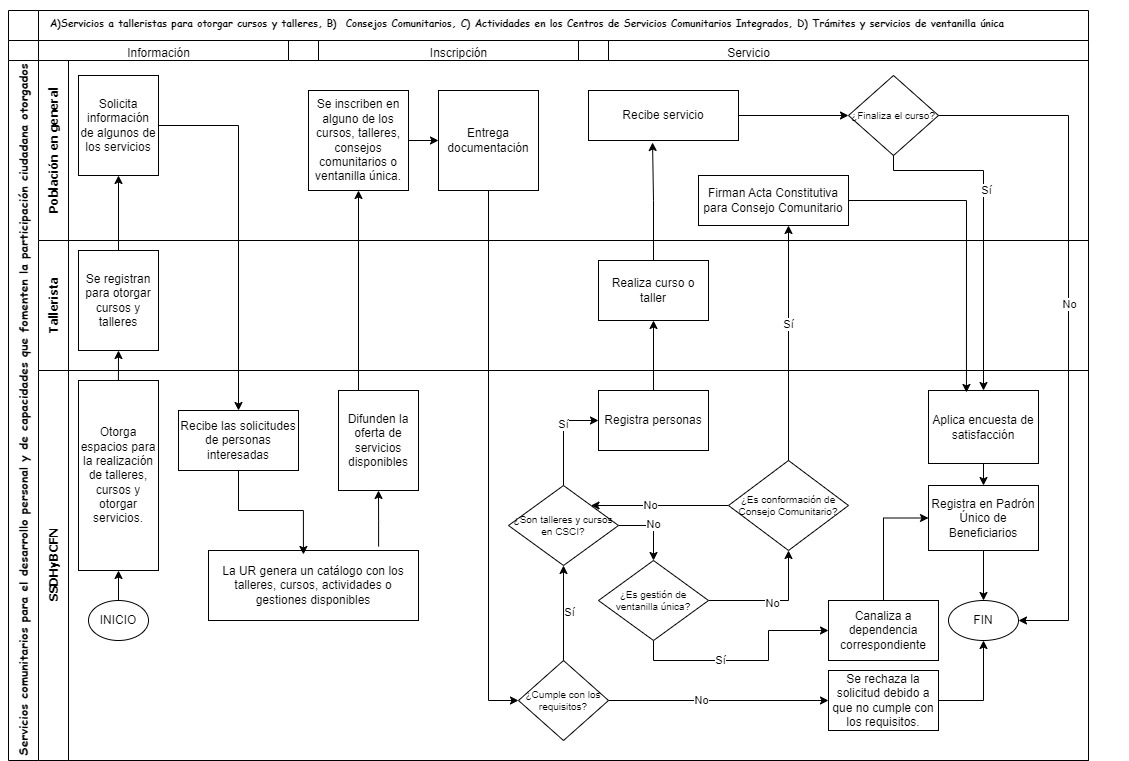 A)Servicios a talleristas para otorgar cursos y talleres, B) Consejos Comunitarios, C) Actividades en los Centros de Servicios Comunitarios Integrados, D) Trámites y servicios de ventanilla única
Información
Inscripción
Servicio
Servicios comunitarios para el desarrollo personal y de capacidades que fomenten la participación ciudadana otorgados
Población en general
Solicita
información
de algunos de
los servicios
Se inscriben en
alguno de los
cursos, talleres,
consejos
comunitarios o
ventanilla única.
Entrega
documentación
Recibe servicio
¿Finaliza el curso?
Firman Acta Constitutiva
para Consejo Comunitario
Sí
No
Tallerista
Se registran
para otorgar
cursos y
talleres
Realiza curso o
taller
Sí
SSDHyBCFN
Otorga
espacios para
la realización
de talleres,
cursos y
otorgar
servicios.
INICIO
Recibe las solicitudes
de personas
interesadas
Difunden la
oferta de
servicios
disponibles
La UR genera un catálogo con los
talleres, cursos, actividades o
gestiones disponibles
Sí
Registra personas
¿Son talleres y cursos
en CSCI?
No
No
¿Es conformación de
Consejo Comunitario?
¿Es gestión de
ventanilla única?
No
Sí
Sí
¿Cumple con los
requisitos?
No
Aplica encuesta de
satisfacción
Registra en Padrón
Único de
Beneficiarios
Canaliza a
dependencia
correspondiente
FIN
Se rechaza la
solicitud debido a
que no cumple con
los requisitos.